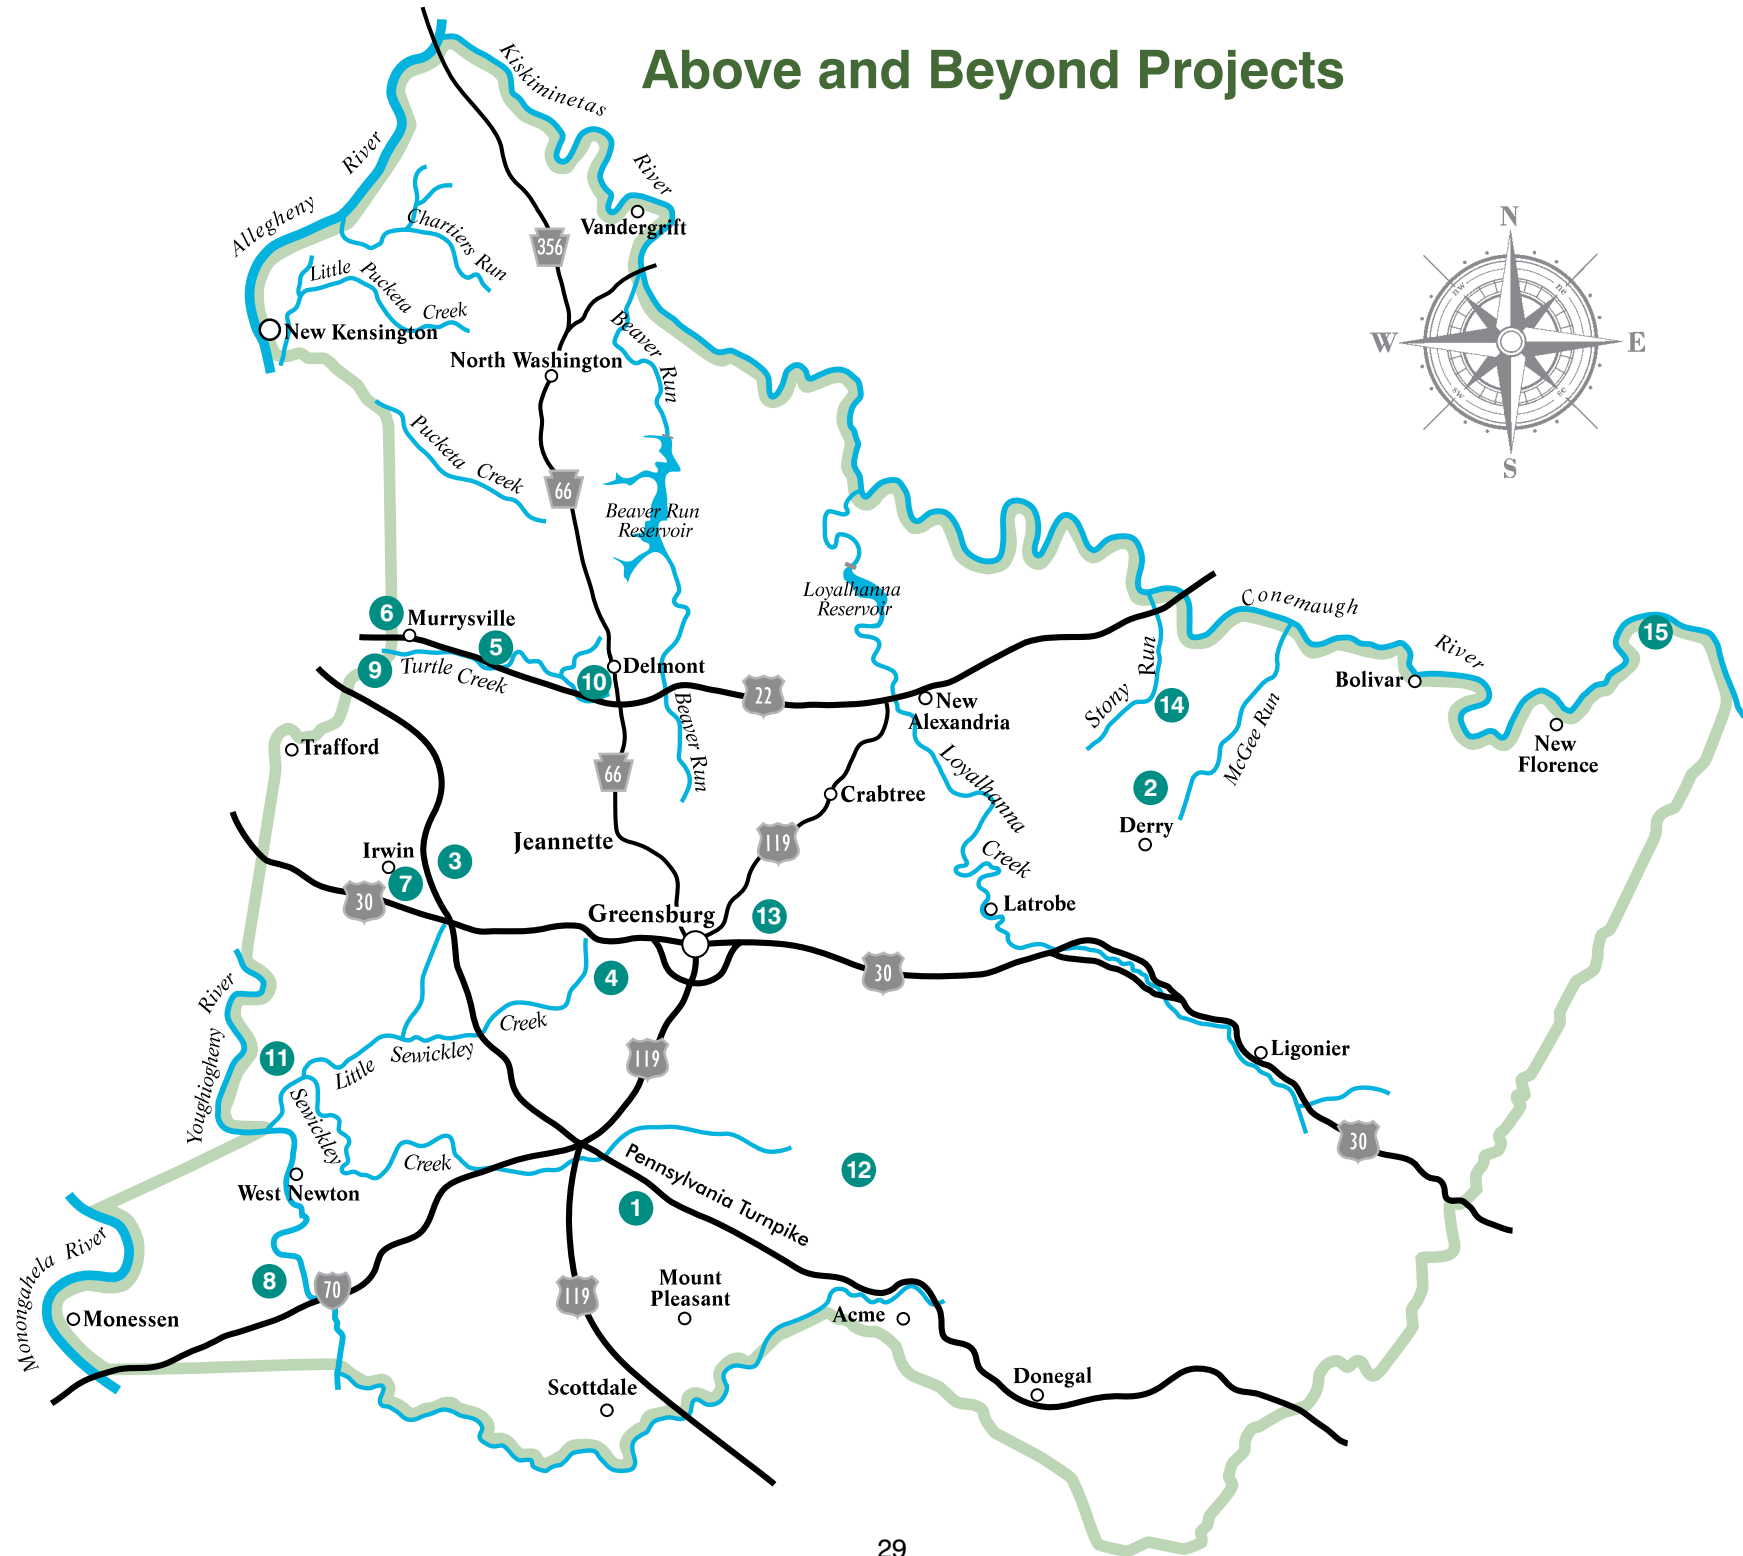 Above and Beyond Projects
Kiskiminetas
River
Allegheny
River
Vandergrift
356
Chartiers Run
Little Pucketa Creek
New Kensington
North Washington
Beaver
Run
N
nw
ne
W
E
sw
se
S
Pucketa Creek
66
Beaver Run
Reservoir
Loyalhanna
Reservoir
Conemaugh
River
6
Murrysville
5
15
9
Turtle Creek
10
Delmont
22
Bolivar
New
Alexandria
Stony Run
14
McGee Run
Beaver Run
Trafford
66
New
Florence
Loyalhanna
Creek
Crabtree
2
Derry
Jeannette
119
Irwin
3
7
30
Greensburg
13
Latrobe
30
4
Youghiogheny River
Creek
Sewickley
Little
11
119
Ligonier
Sewickley
Creek
30
Pennsylvania Turnpike
12
West Newton
1
Monongahela River
8
70
119
Mount
Pleasant
Monessen
Acme
Scottdale
Donegal
29